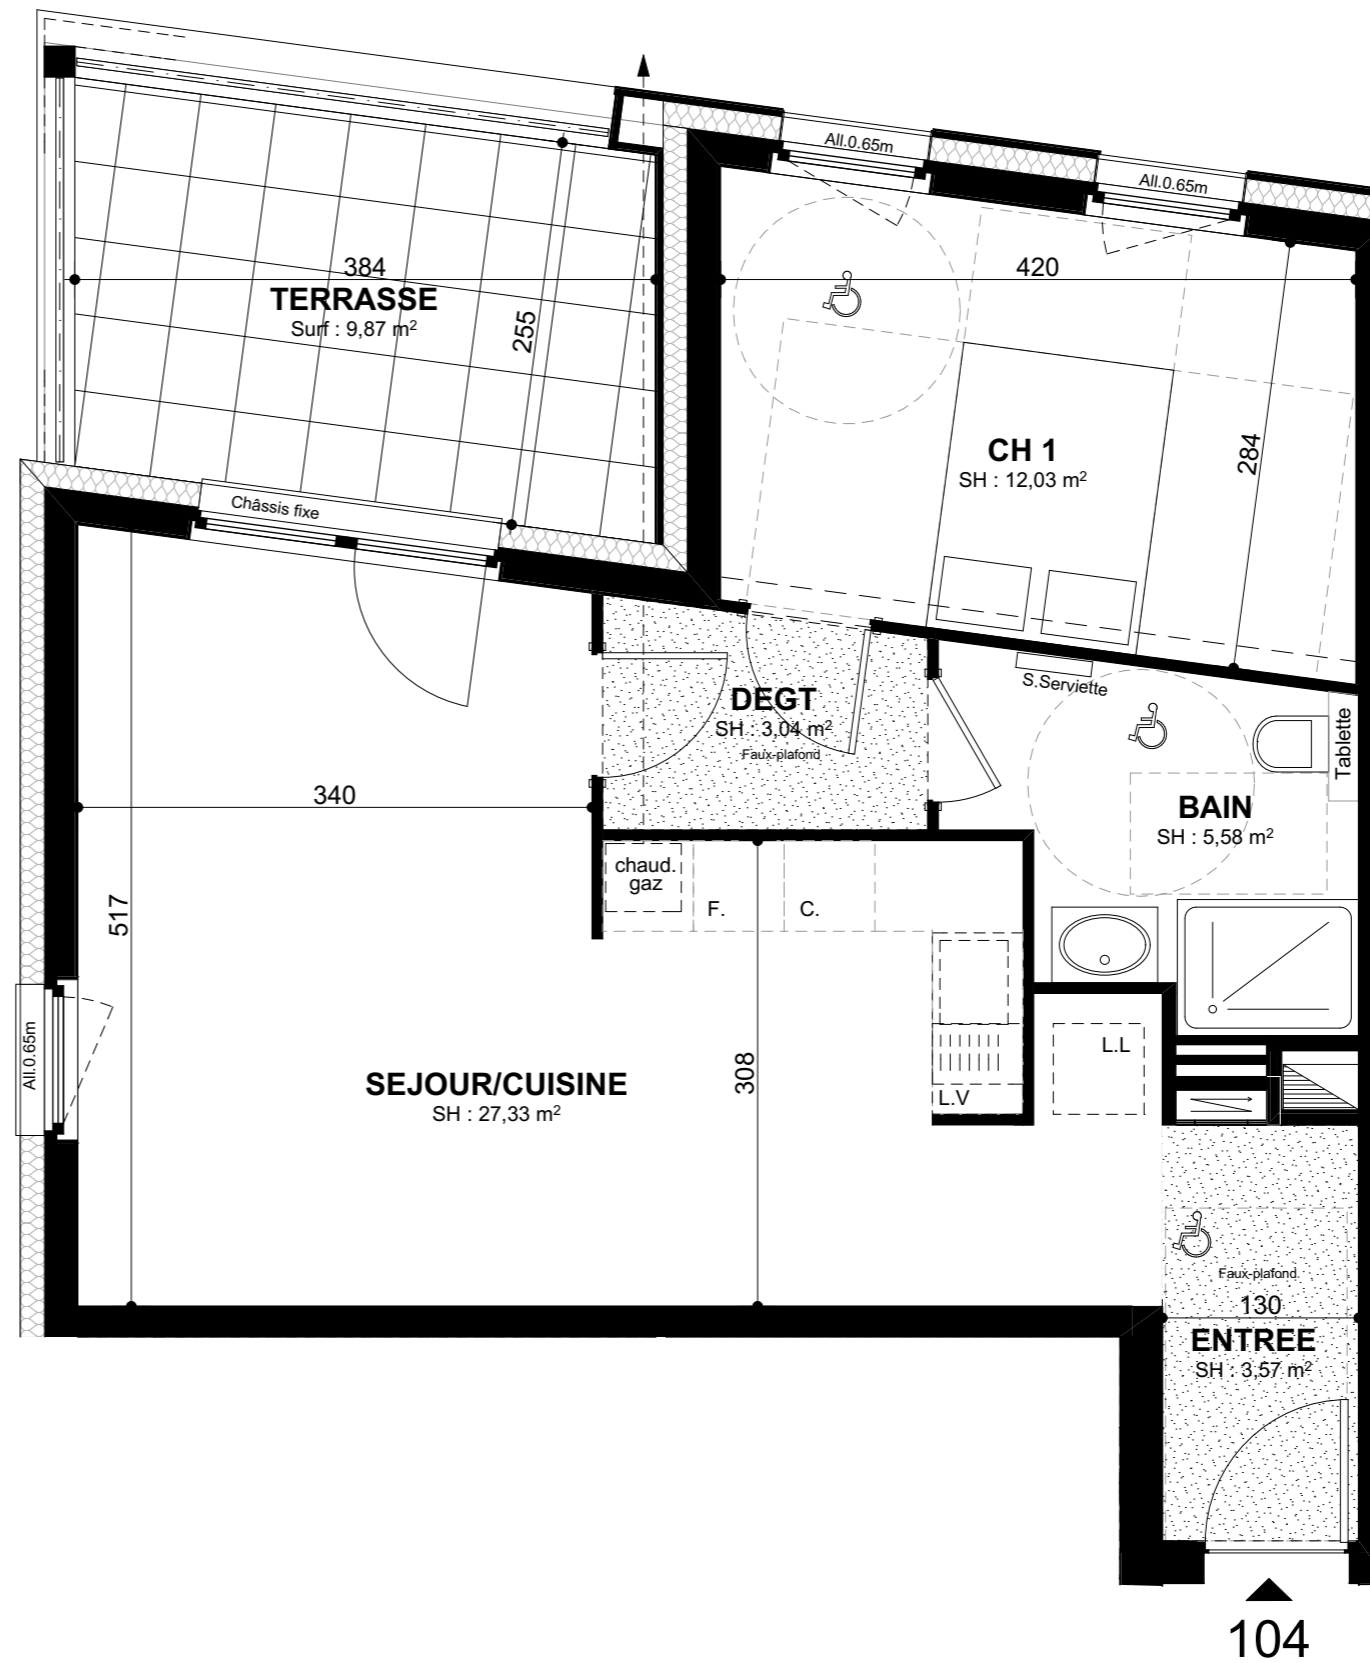 All.0.65m
All.0.65m
384
TERRASSE
Surf : 9,87 m²
255
420
CH 1
SH : 12,03 m²
284
Châssis fixe
S.Serviette
DEGT
SH : 3,04 m²
Faux-plafond
Tablette
340
BAIN
SH : 5,58 m²
chaud.
gaz
F.
C.
517
All.0.65m
SEJOUR/CUISINE
SH : 27,33 m²
308
L.L
L.V
Faux-plafond
130
ENTREE
SH : 3,57 m²
104